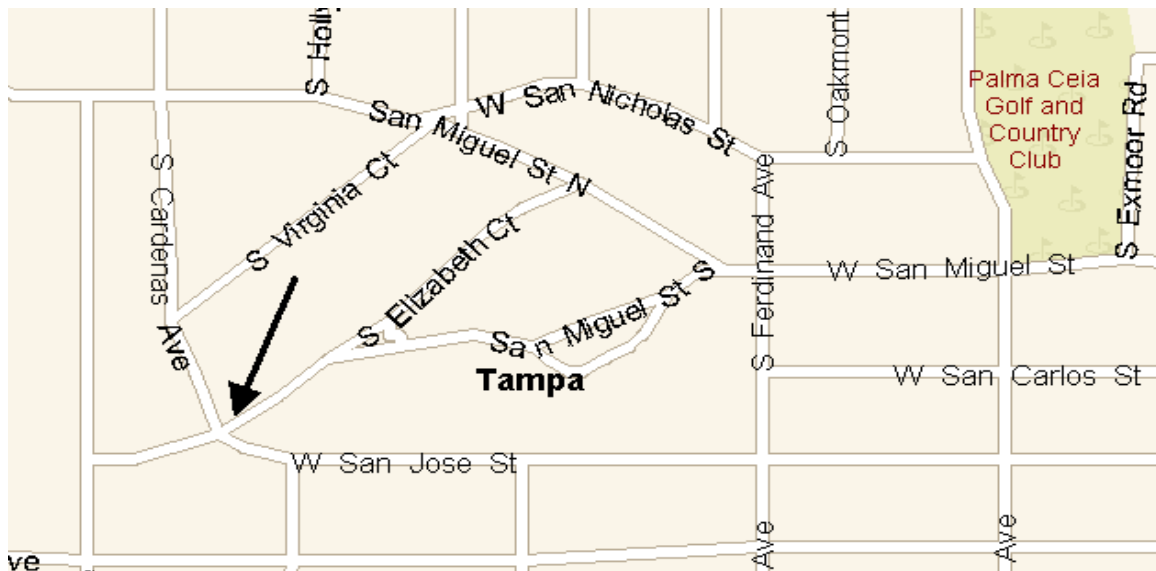 S Holly
S Oakmont
Palma Ceia
Golf and
Country
Club
S Exmoor Rd
W San Nicholas St
San Miguel St N
S Cardenas Ave
S Virginia Ct
S Elizabeth Ct
S Ferdinand Ave
W San Miguel St
San Miguel St S
Tampa
W San Carlos St
W San Jose St
ve
Ave
Ave